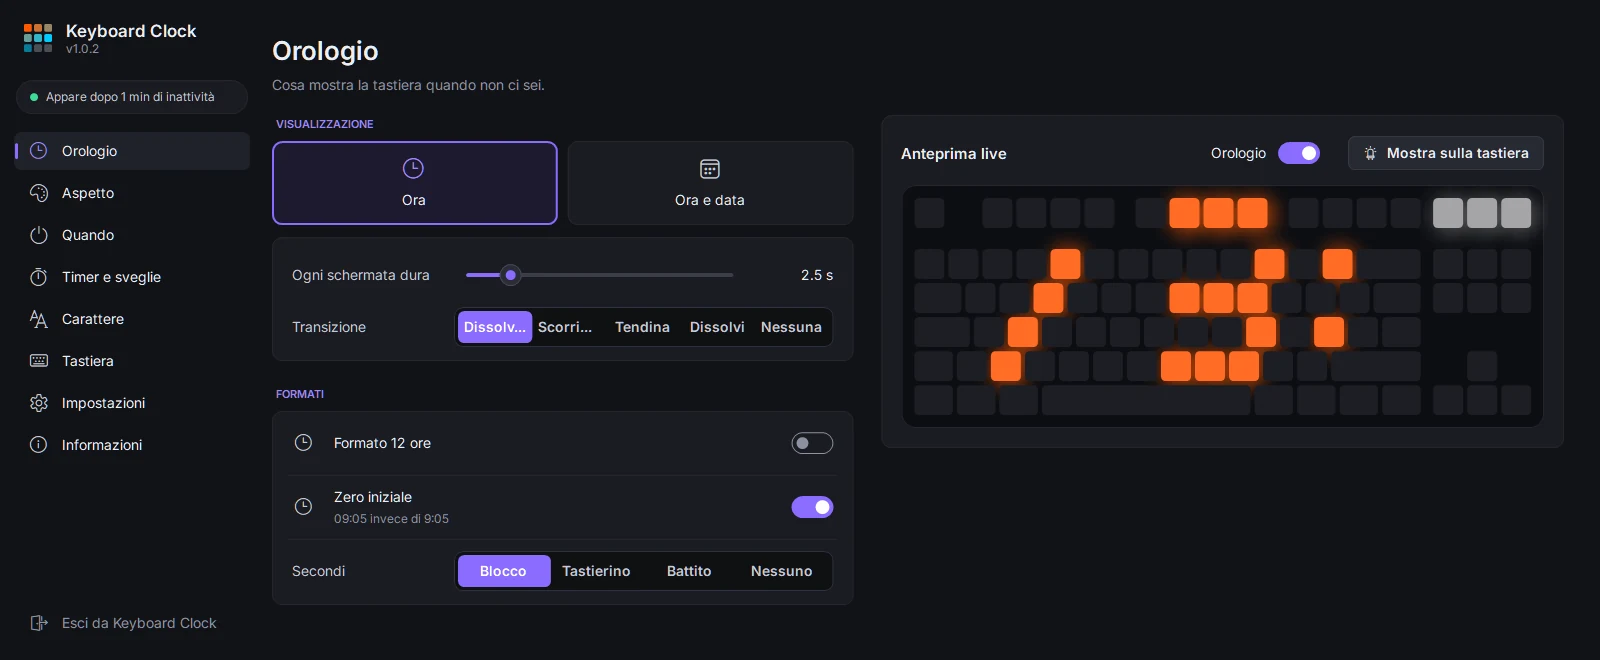 Keyboard Clock
v1.0.2
Appare dopo 1 min di inattività
Orologio
Aspetto
Quando
Timer e sveglie
Carattere
Tastiera
Impostazioni
Informazioni
Esci da Keyboard Clock
Orologio
Cosa mostra la tastiera quando non ci sei.
VISUALIZZAZIONE
Ora
Ora e data
Ogni schermata dura
2.5 s
Transizione
Dissolv...
Scorri...
Tendina
Dissolvi
Nessuna
FORMATI
Formato 12 ore
Zero iniziale
09:05 invece di 9:05
Secondi
Blocco
Tastierino
Battito
Nessuno
Anteprima live
Orologio
Mostra sulla tastiera